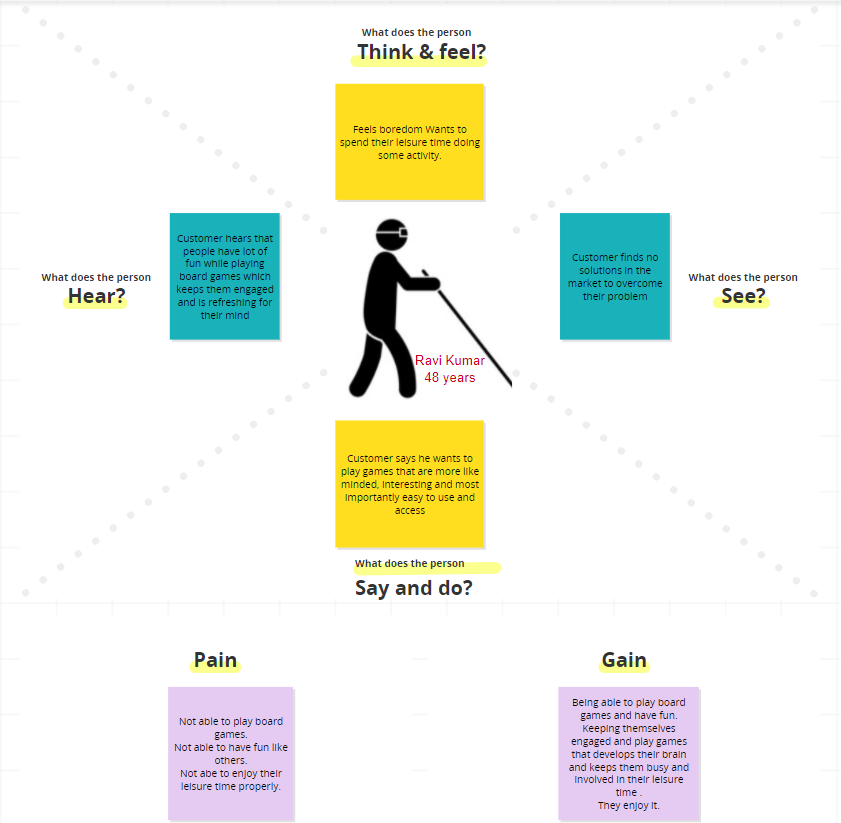 What does the person
Think & feel?
Feels boredom Wants to
spend their leisure time doing
some activity.
Customer hears that
people have lot of
fun while playing
board games which
keeps them engaged
and is refreshing for
their mind
What does the person
Hear?
Customer finds no
solutions in the
market to overcome
their problem
What does the person
See?
Ravi Kumar
48 years
Customer says he wants to
play games that are more like
minded, interesting and most
importantly easy to use and
access
What does the person
Say and do?
Pain
Not able to play board
games.
Not able to have fun like
others.
Not abe to enjoy their
leisure time properly.
Gain
Being able to play board
games and have fun.
Keeping themselves
engaged and play games
that develops their brain
and keeps them busy and
involved in their leisure
time .
They enjoy it.